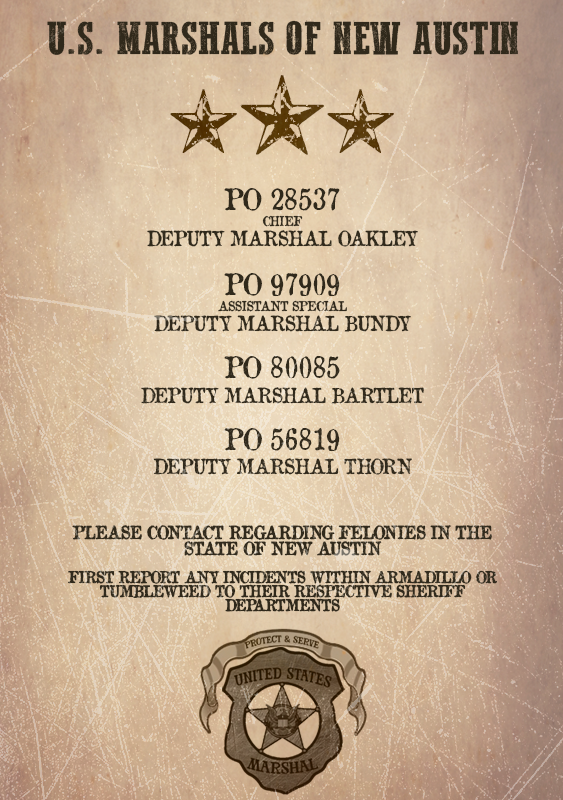 U.S. MARSHALS OF NEW AUSTIN
PO 28537
CHIEF
DEPUTY MARSHAL OAKLEY
PO 97909
ASSISTANT SPECIAL
DEPUTY MARSHAL BUNDY
PO 80085
DEPUTY MARSHAL BARTLET
PO 56819
DEPUTY MARSHAL THORN
PLEASE CONTACT REGARDING FELONIES IN THE
STATE OF NEW AUSTIN
FIRST REPORT ANY INCIDENTS WITHIN ARMADILLO OR
TUMBLEWEED TO THEIR RESPECTIVE SHERIFF
DEPARTMENTS
PROTECT & SERVE
UNITED STATES
MARSHAL